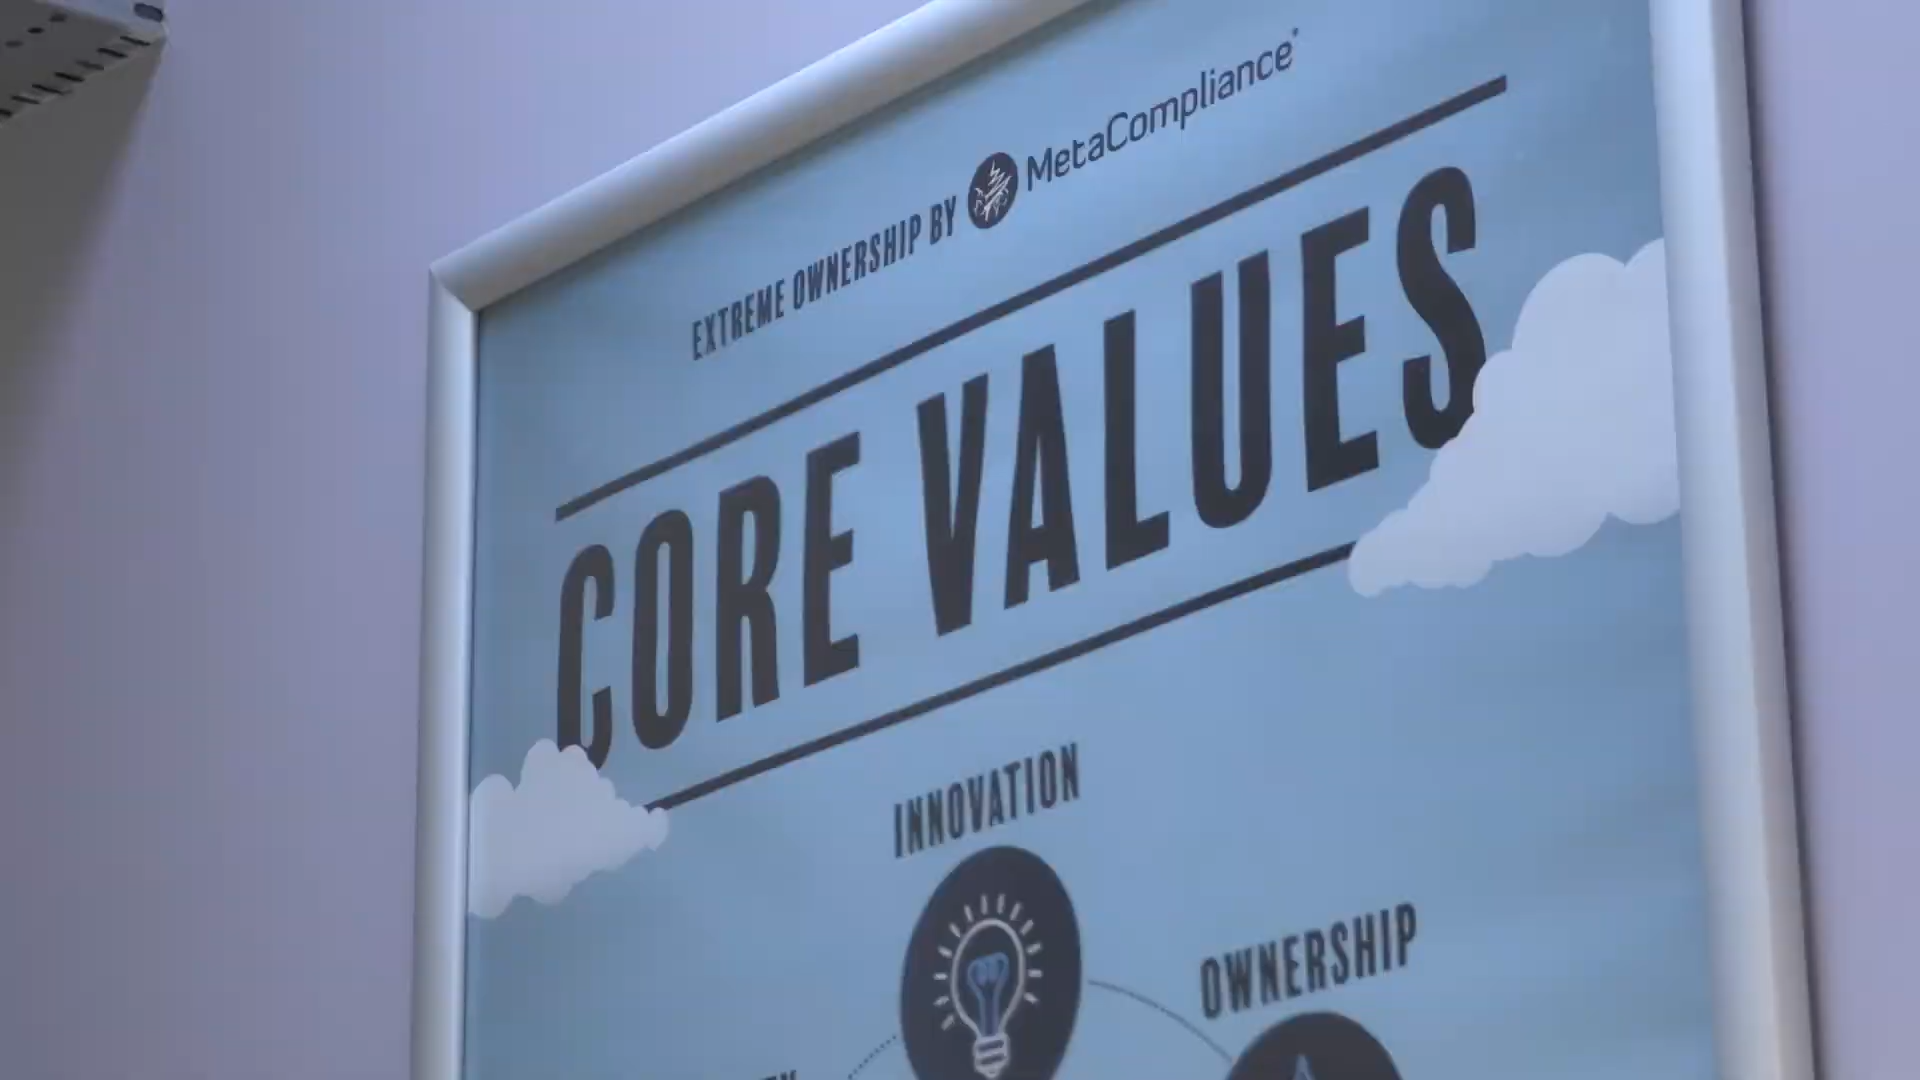 EXTREME OWNERSHIP BY MetaCompliance®
CORE VALUES
INNOVATION
OWNERSHIP